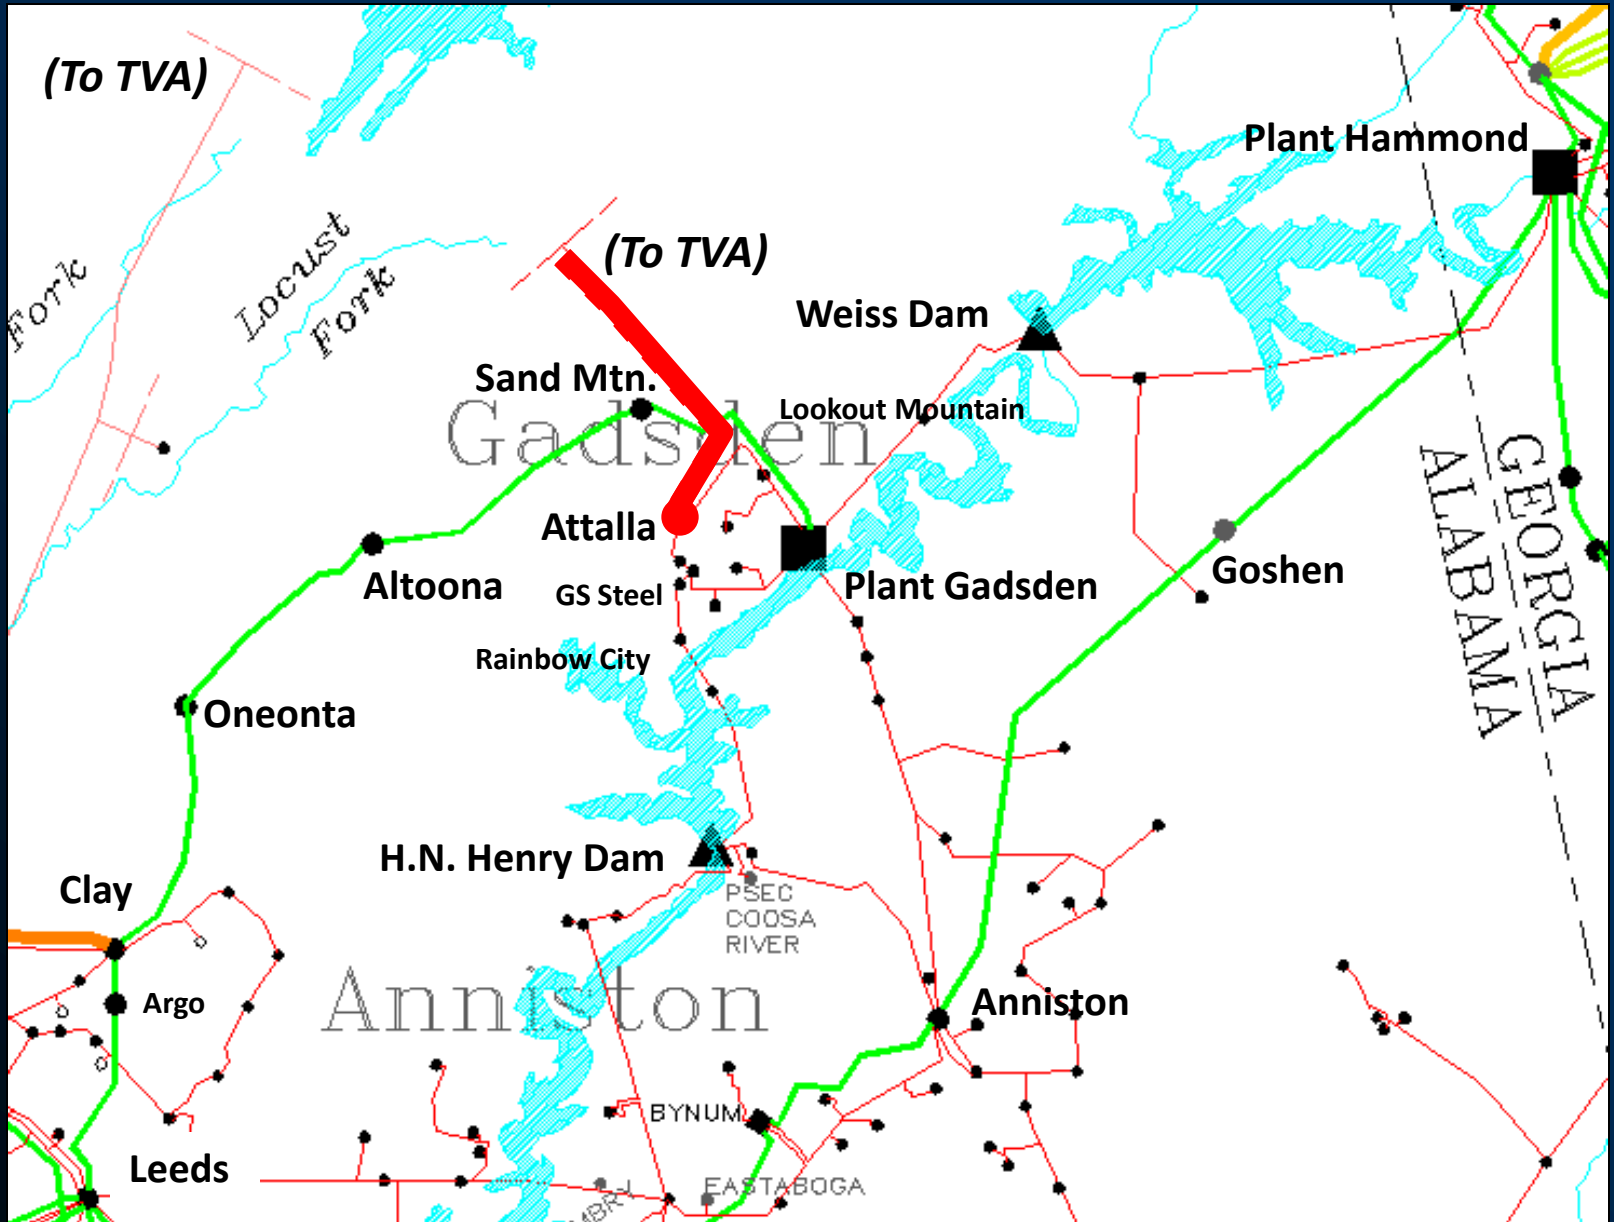 (To TVA)
Plant Hammond
Locust
Fork
Fork
(To TVA)
Weiss Dam
Sand Mtn.
Lookout Mountain
Gadsden
GEORGIA
ALABAMA
Attalla
Altoona
GS Steel
Plant Gadsden
Goshen
Rainbow City
Oneonta
H.N. Henry Dam
Clay
PSEC
COOSA
RIVER
Anniston
Argo
Anniston
BYNUM
Leeds
EASTABOGA